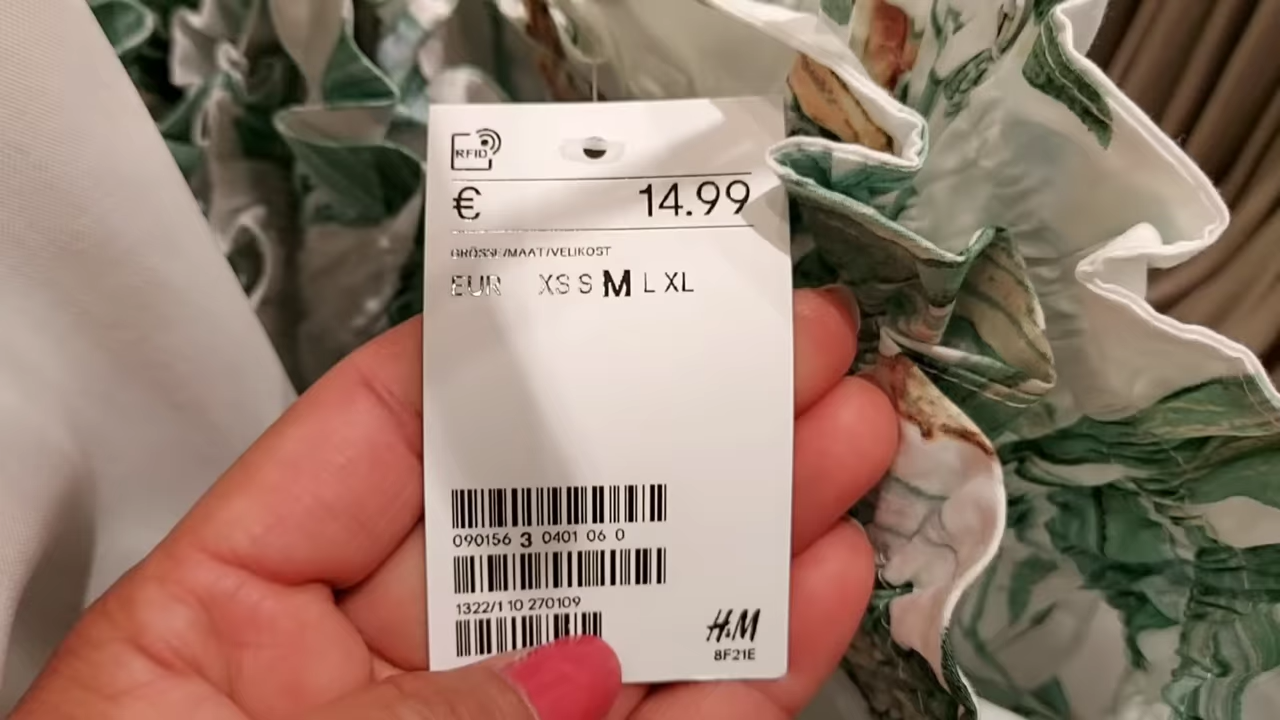 RFID
€ 14.99
GRÖSSE/MAAT/VELIKOST
EUR XS S M L XL
090156 3 0401 06 0
1322/1 10 270109
H&M
8F21E